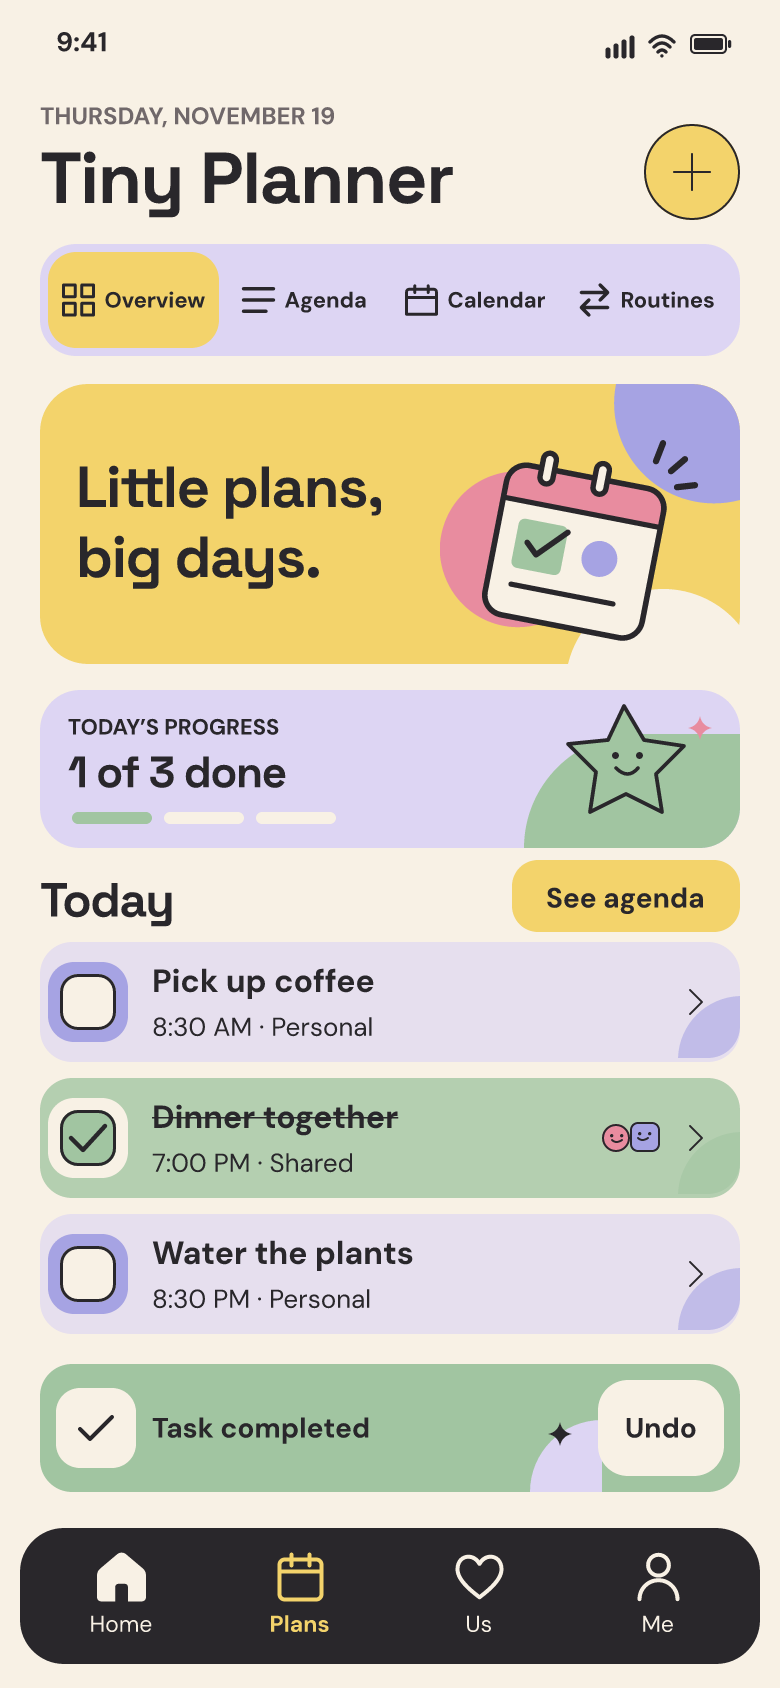 9:41
THURSDAY, NOVEMBER 19
Tiny Planner
Overview
Agenda
Calendar
Routines
Little plans,
big days.
TODAY’S PROGRESS
1 of 3 done
Today
See agenda
Pick up coffee
8:30 AM · Personal
Dinner together
7:00 PM · Shared
Water the plants
8:30 PM · Personal
Task completed
Undo
Home
Plans
Us
Me